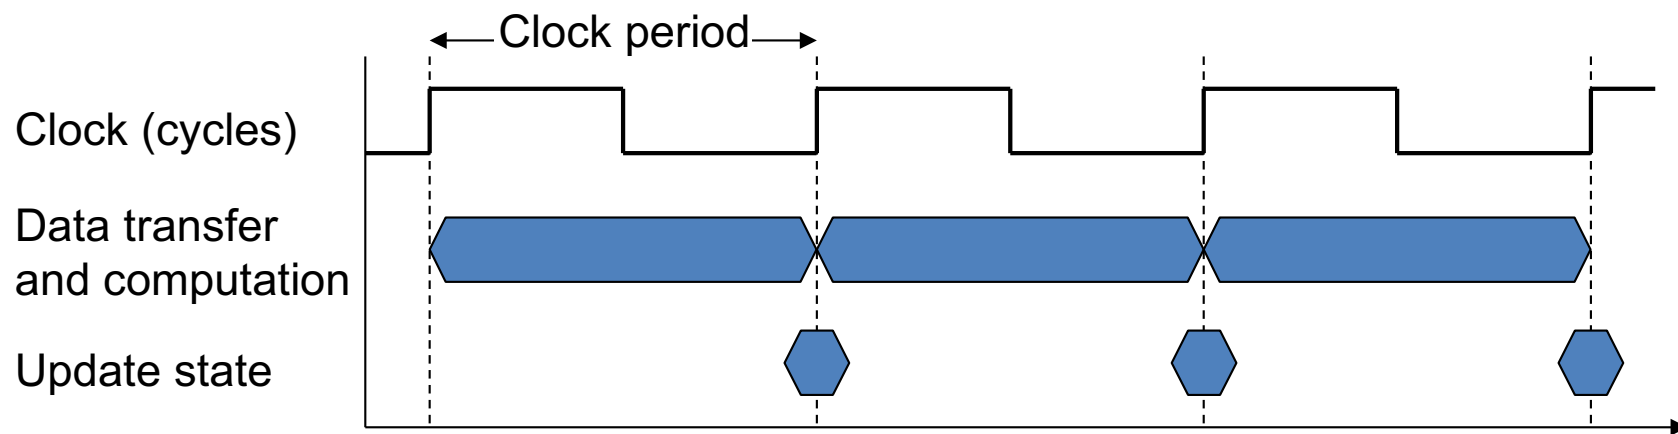 Clock period
Clock (cycles)
Data transfer
and computation
Update state